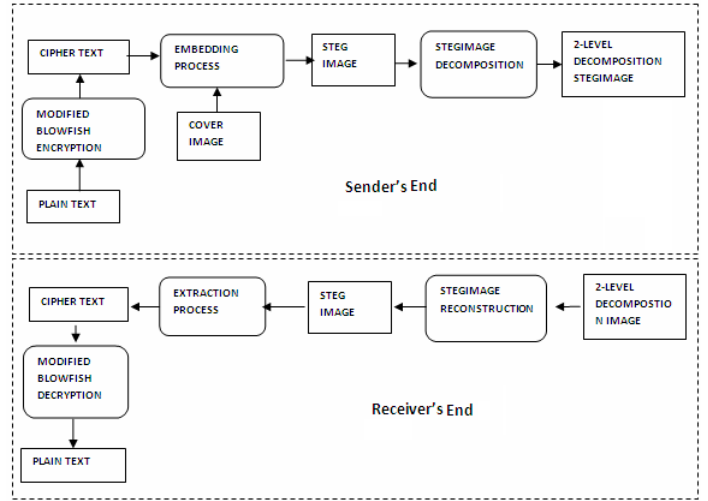 CIPHER TEXT
EMBEDDING
PROCESS
STEG
IMAGE
STEGIMAGE
DECOMPOSITION
2-LEVEL
DECOMPOSITION
STEGIMAGE
MODIFIED
BLOWFISH
ENCRYPTION
COVER
IMAGE
PLAIN TEXT
Sender's End
CIPHER TEXT
EXTRACTION
PROCESS
STEG
IMAGE
STEGIMAGE
RECONSTRUCTION
2-LEVEL
DECOMPOSTIO
N IMAGE
MODIFIED
BLOWFISH
DECRYPTION
Receiver's End
PLAIN TEXT